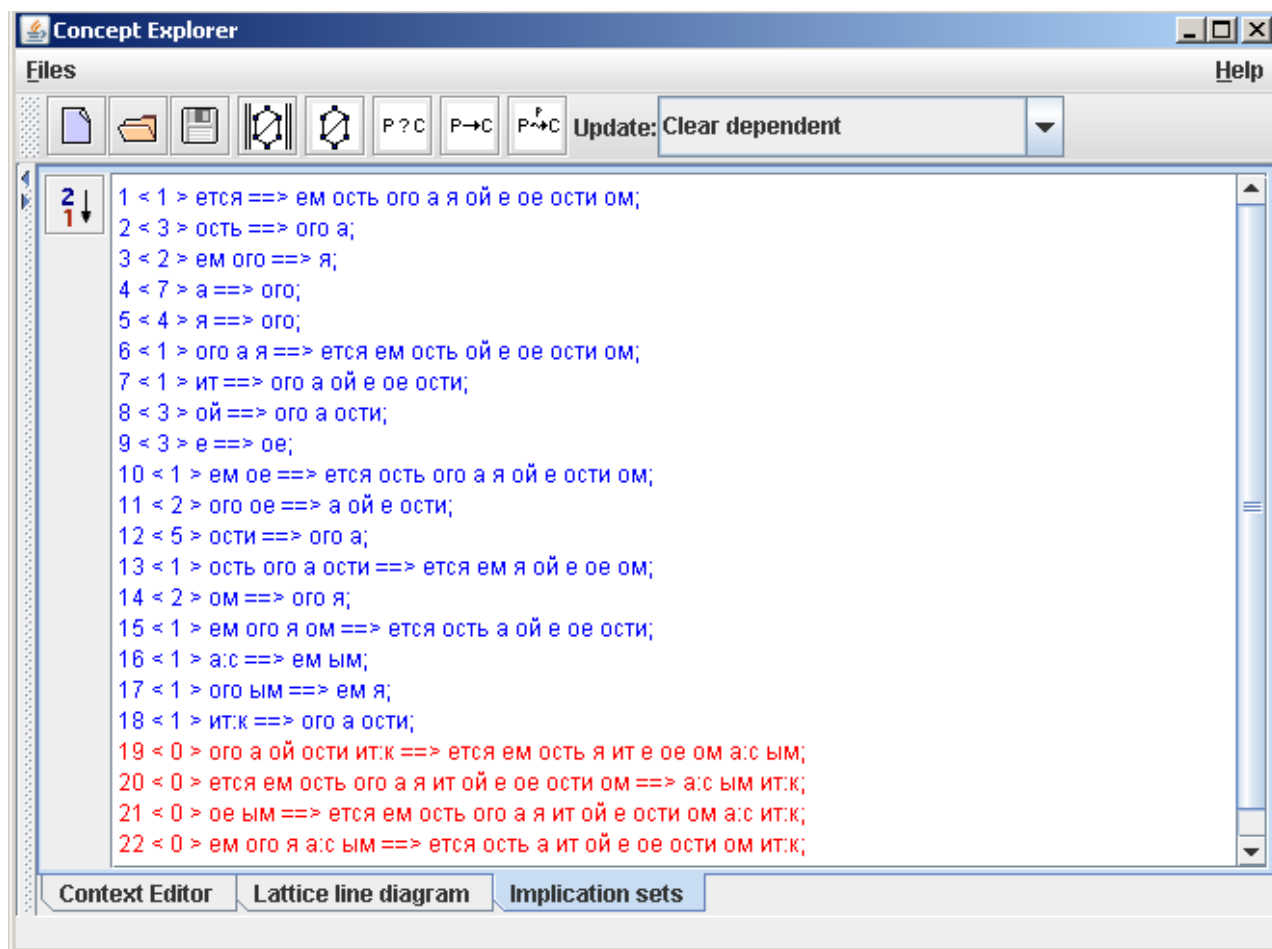 Concept Explorer
Files Help
P?C P→C P P⇝C Update: Clear dependent
2 1
1 < 1 > ется ==> ем ость ого а я ой е ое ости ом;
2 < 3 > ость ==> ого а;
3 < 2 > ем ого ==> я;
4 < 7 > а ==> ого;
5 < 4 > я ==> ого;
6 < 1 > ого а я ==> ется ем ость ой е ое ости ом;
7 < 1 > ит ==> ого а ой е ое ости;
8 < 3 > ой ==> ого а ости;
9 < 3 > е ==> ое;
10 < 1 > ем ое ==> ется ость ого а я ой е ости ом;
11 < 2 > ого ое ==> а ой е ости;
12 < 5 > ости ==> ого а;
13 < 1 > ость ого а ости ==> ется ем я ой е ое ом;
14 < 2 > ом ==> ого я;
15 < 1 > ем ого я ом ==> ется ость а ой е ое ости;
16 < 1 > а:с ==> ем ым;
17 < 1 > ого ым ==> ем я;
18 < 1 > ит:к ==> ого а ости;
19 < 0 > ого а ой ости ит:к ==> ется ем ость я ит е ое ом а:с ым;
20 < 0 > ется ем ость ого а я ит ой е ое ости ом ==> а:с ым ит:к;
21 < 0 > ое ым ==> ется ем ость ого а я ит ой е ости ом а:с ит:к;
22 < 0 > ем ого я а:с ым ==> ется ость а ит ой е ое ости ом ит:к;
Context Editor Lattice line diagram Implication sets